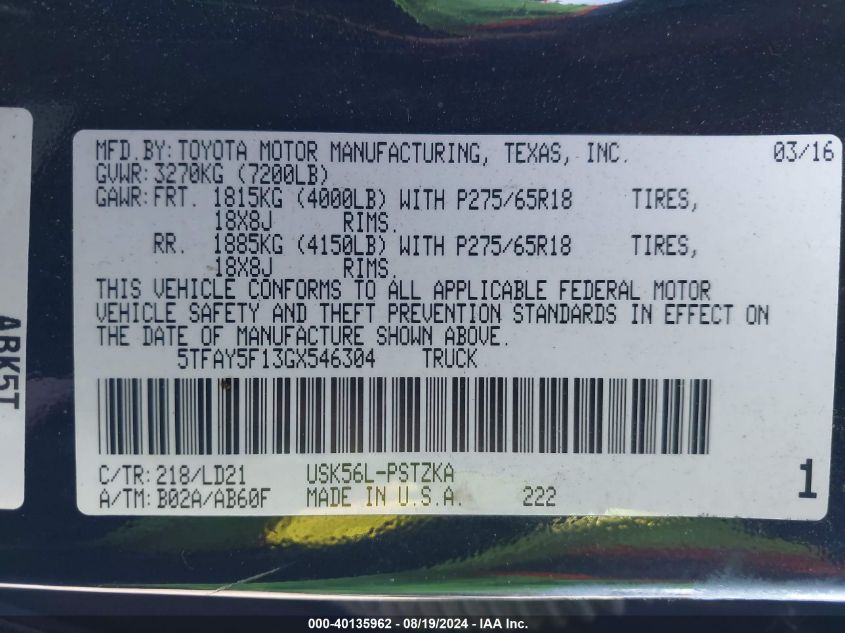 MFD.BY:TOYOTA MOTOR MANUFACTURING, TEXAS, INC. 03/16
GVWR:3270KG (7200LB)
GAWR:FRT. 1815KG (4000LB) WITH P275/65R18 TIRES,
18X8J RIMS.
RR. 1885KG (4150LB) WITH P275/65R18 TIRES,
18X8J RIMS.
THIS VEHICLE CONFORMS TO ALL APPLICABLE FEDERAL MOTOR
VEHICLE SAFETY AND THEFT PREVENTION STANDARDS IN EFFECT ON
THE DATE OF MANUFACTURE SHOWN ABOVE.
5TFAY5F13GX546304 TRUCK
C/TR:218/LD21 USK56L-PSTZKA
A/TM:B02A/AB60F MADE IN U.S.A. 222 1
ABK5T
000-40135962 - 08/19/2024 - IAA Inc.